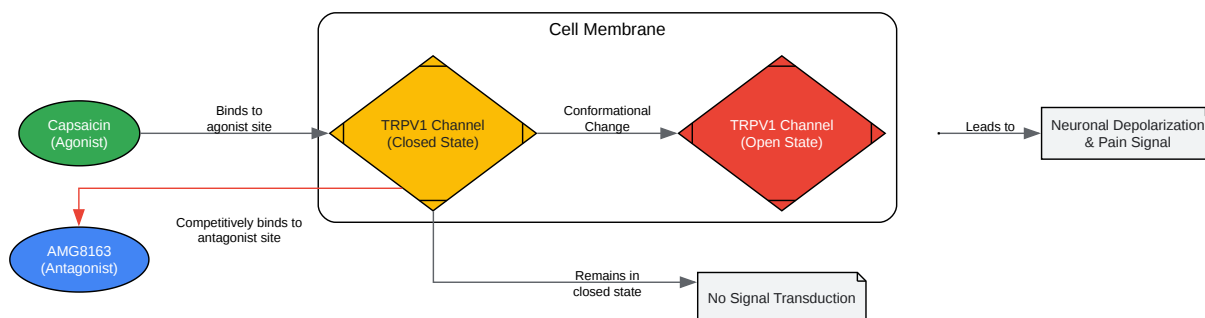 Cell Membrane
Capsaicin
(Agonist)
Binds to
agonist site
TRPV1 Channel
(Closed State)
Conformational
Change
TRPV1 Channel
(Open State)
Leads to
Neuronal Depolarization
& Pain Signal
Competitively binds to
antagonist site
AMG8163
(Antagonist)
Remains in
closed state
No Signal Transduction